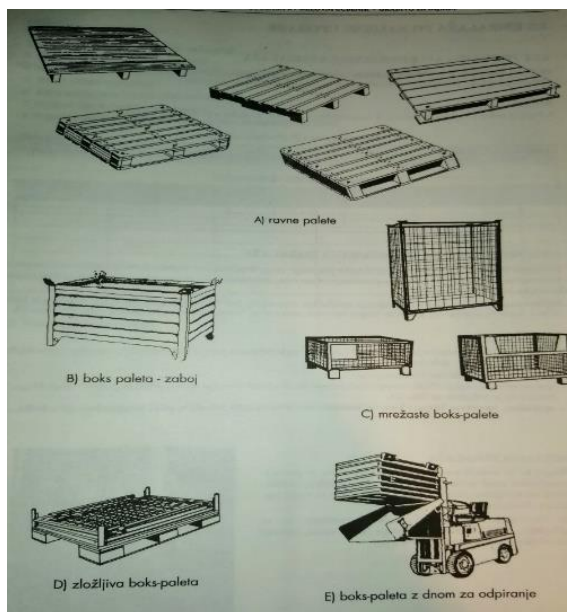 A) ravne palete
B) boks paleta - zaboj
C) mrežaste boks-palete
D) zložljiva boks-paleta
E) boks-paleta z dnom za odpiranje